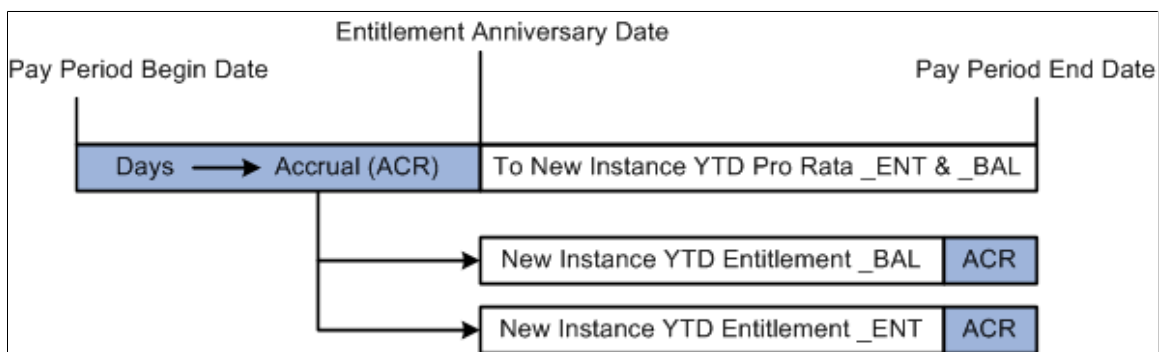 Entitlement Anniversary Date
Pay Period Begin Date
Pay Period End Date
Days
Accrual (ACR)
To New Instance YTD Pro Rata _ENT & _BAL
New Instance YTD Entitlement _BAL
ACR
New Instance YTD Entitlement _ENT
ACR